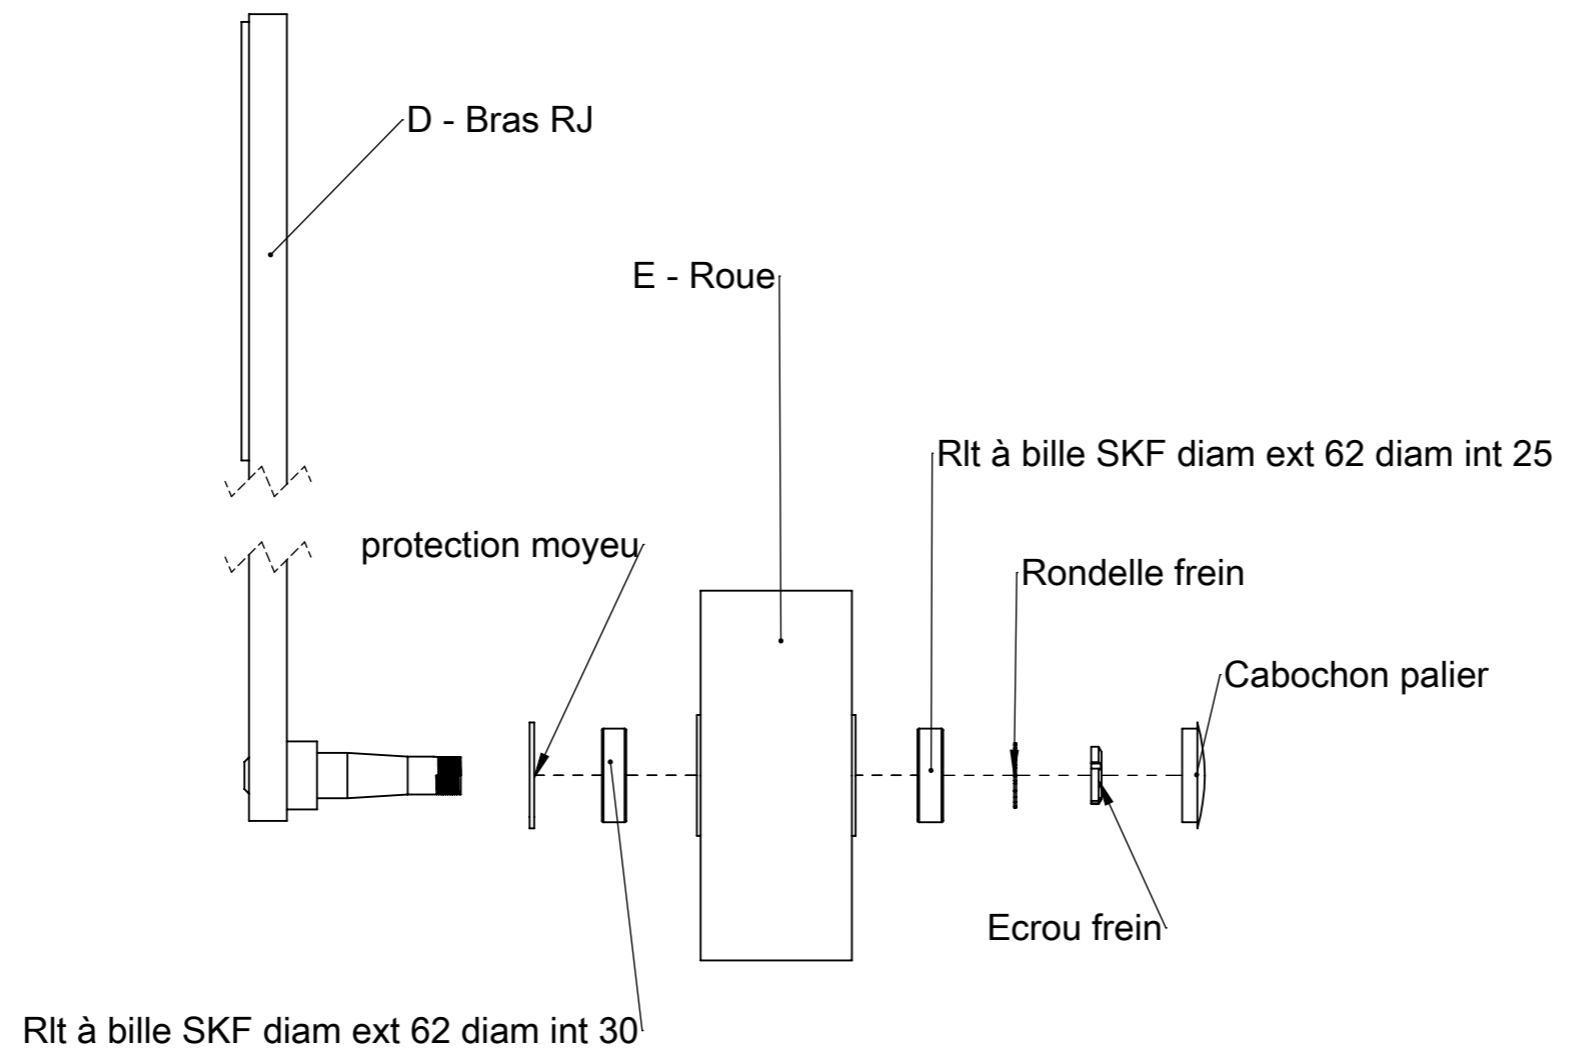 D - Bras RJ
E - Roue
Rlt à bille SKF diam ext 62 diam int 25
protection moyeu
Rondelle frein
Cabochon palier
Ecrou frein
Rlt à bille SKF diam ext 62 diam int 30